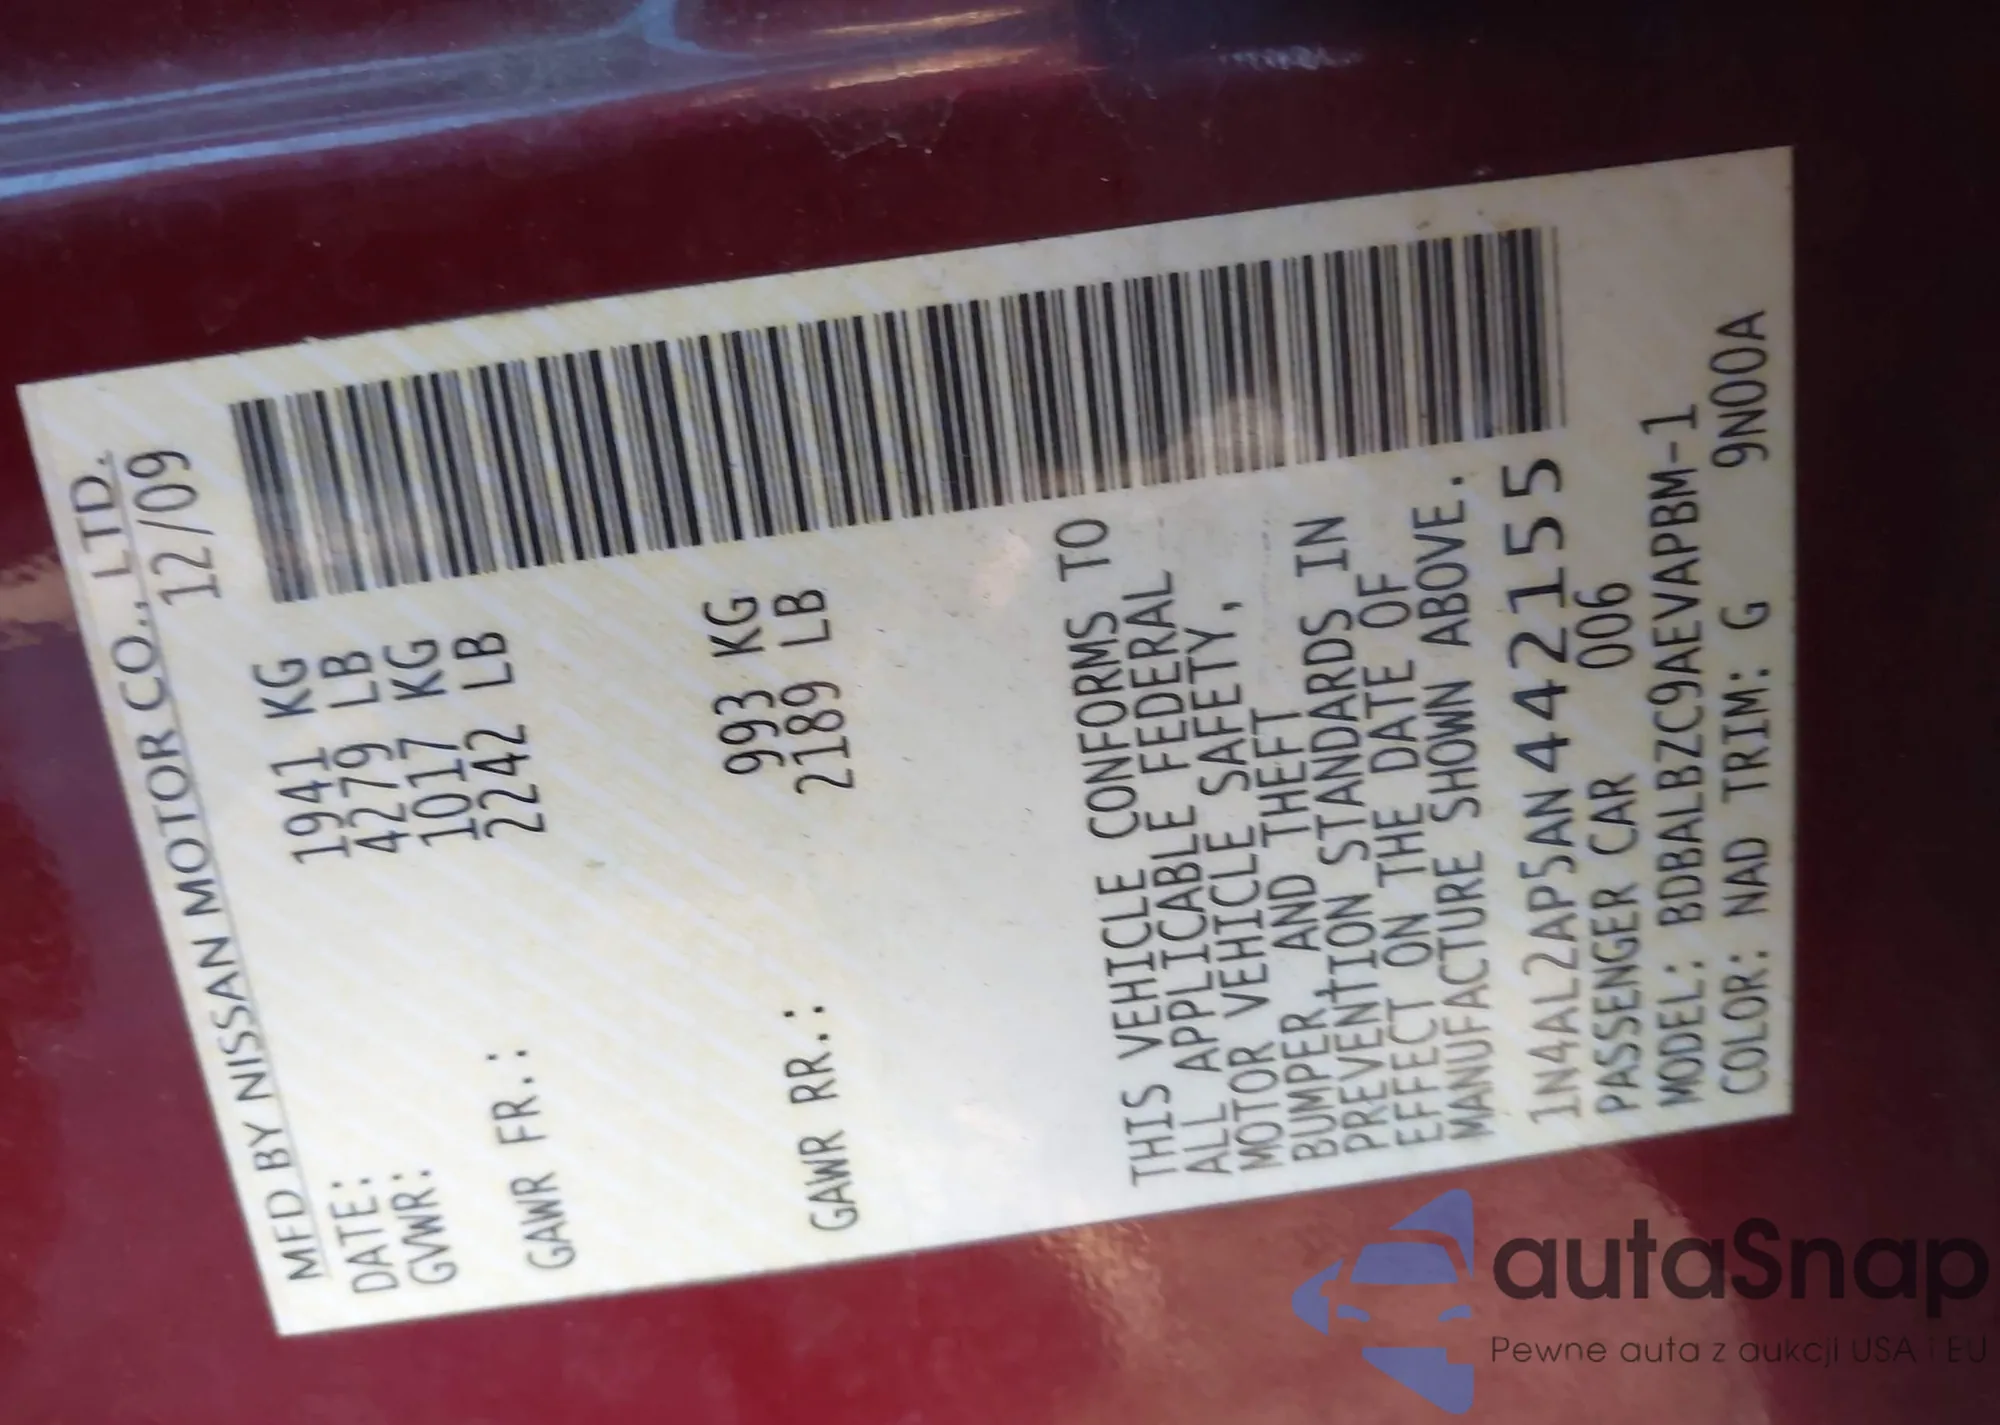 MFD BY NISSAN MOTOR CO., LTD.
DATE: 12/09
GVWR: 1941 KG
4279 LB
GAWR FR.: 1017 KG
2242 LB
GAWR RR.: 993 KG
2189 LB
THIS VEHICLE CONFORMS TO
ALL APPLICABLE FEDERAL
MOTOR VEHICLE SAFETY,
BUMPER, AND THEFT
PREVENTION STANDARDS IN
EFFECT ON THE DATE OF
MANUFACTURE SHOWN ABOVE.
1N4AL2AP5AN442155
PASSENGER CAR 006
MODEL: BDBALBZC9AEVAPBM-1
COLOR: NAD TRIM: G 9N00A
autaSnap
Pewne auta z aukcji USA i EU